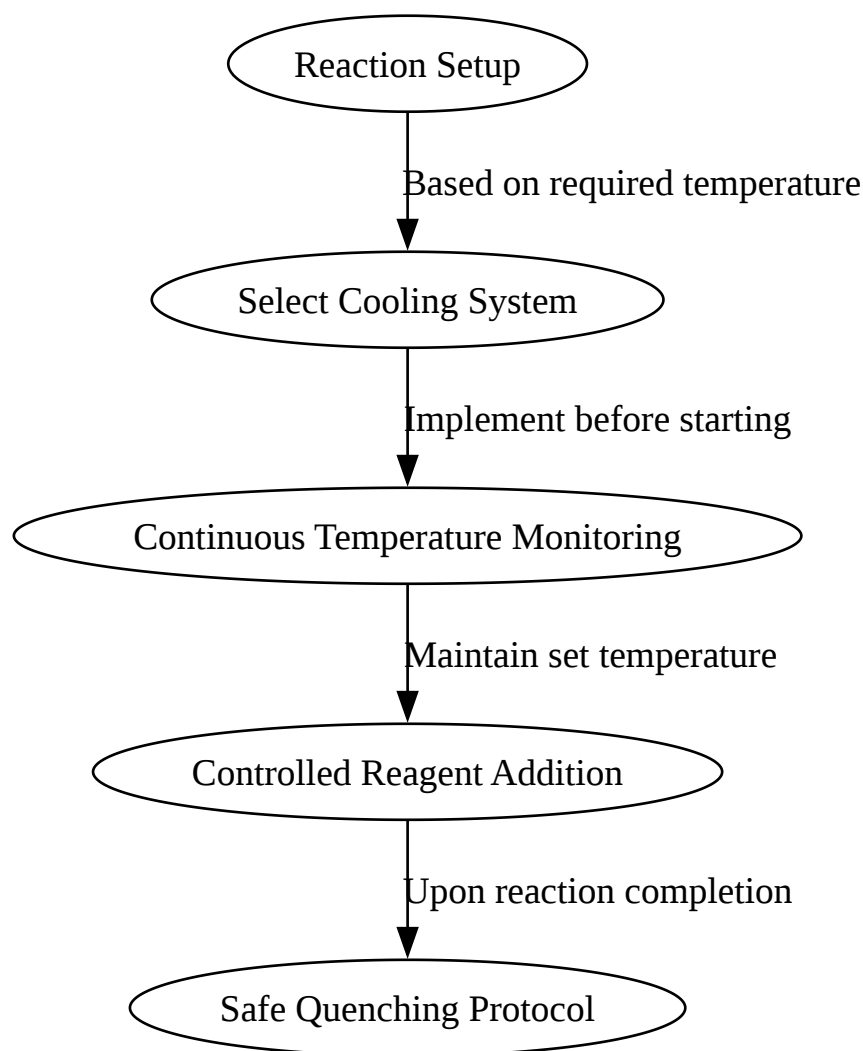 Reaction Setup
Based on required temperature
Select Cooling System
Implement before starting
Continuous Temperature Monitoring
Maintain set temperature
Controlled Reagent Addition
Upon reaction completion
Safe Quenching Protocol